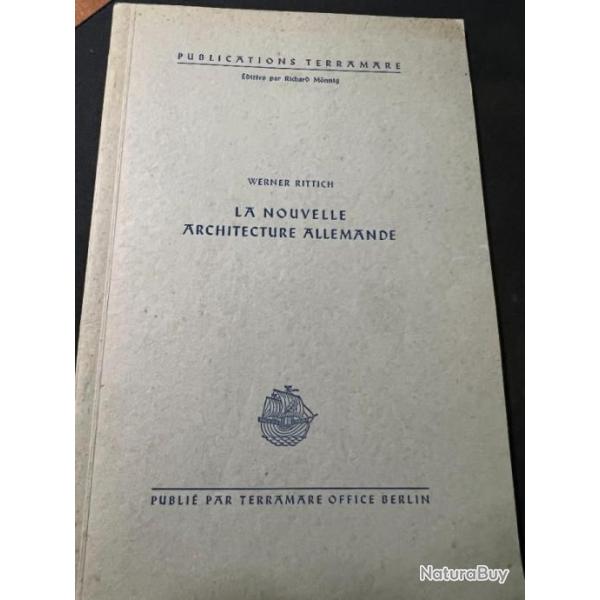 PUBLICATIONS TERRAMARE
Éditées par Richard Mönnig
WERNER RITTICH
LA NOUVELLE
ARCHITECTURE ALLEMANDE
PUBLIÉ PAR TERRAMARE OFFICE BERLIN
NaturaBuy